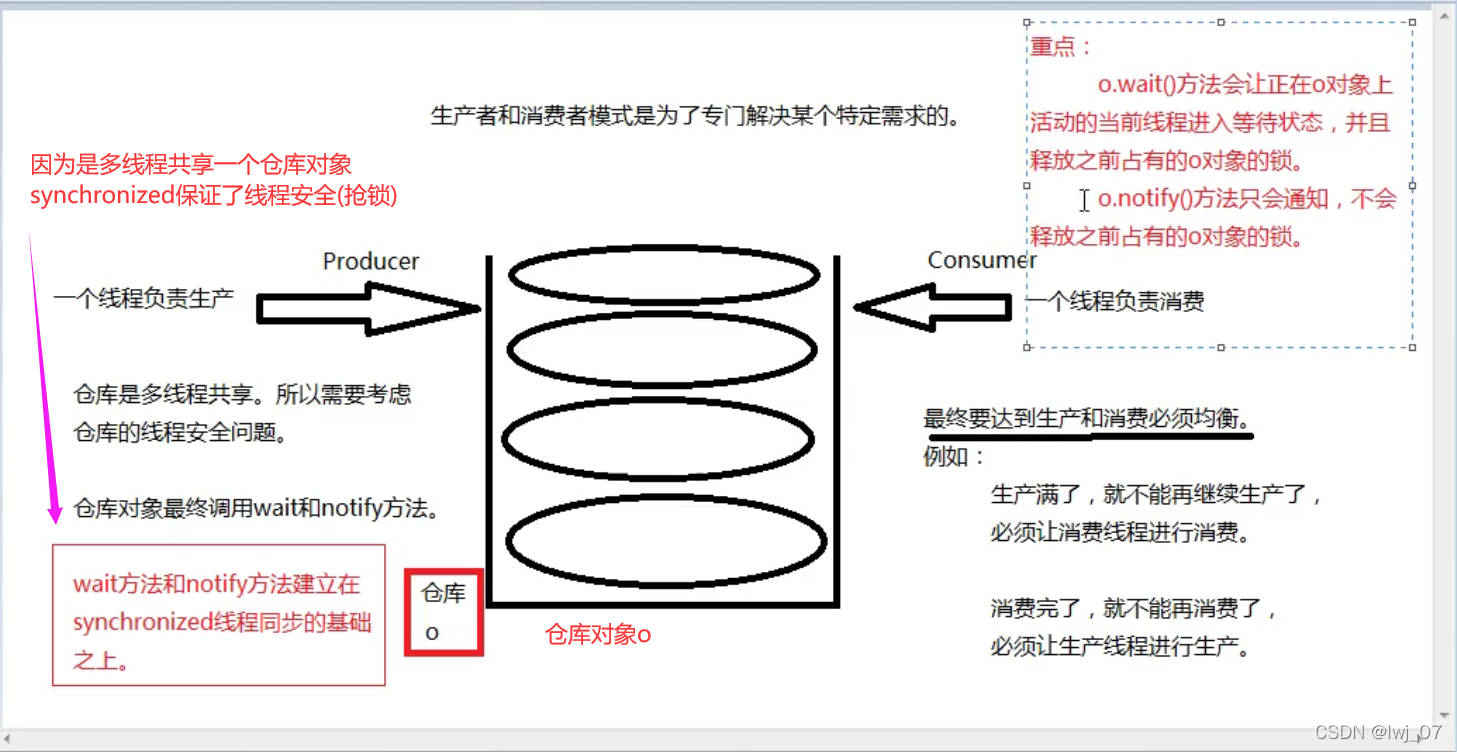 重点：
o.wait()方法会让正在o对象上
活动的当前线程进入等待状态，并且
释放之前占有的o对象的锁。
o.notify()方法只会通知，不会
释放之前占有的o对象的锁。
生产者和消费者模式是为了专门解决某个特定需求的。
因为是多线程共享一个仓库对象
synchronized保证了线程安全(抢锁)
Producer
一个线程负责生产
Consumer
一个线程负责消费
仓库是多线程共享。所以需要考虑
仓库的线程安全问题。
仓库对象最终调用wait和notify方法。
wait方法和notify方法建立在
synchronized线程同步的基础
之上。
仓库
o
仓库对象o
最终要达到生产和消费必须均衡。
例如：
生产满了，就不能再继续生产了，
必须让消费线程进行消费。
消费完了，就不能再消费了，
必须让生产线程进行生产。
CSDN @lwj_07